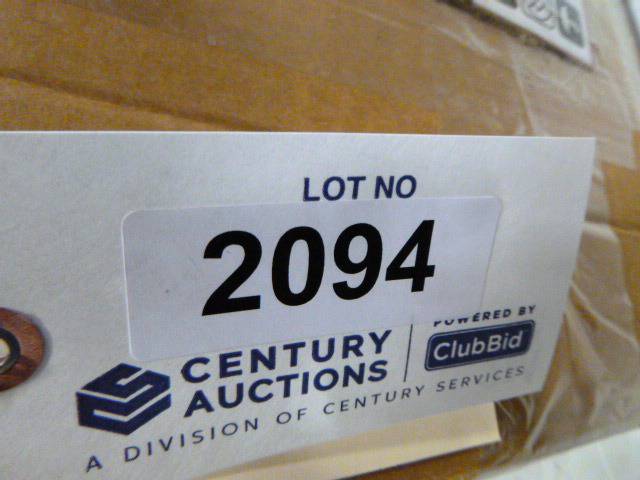 LOT NO
2094
CENTURY
AUCTIONS
POWERED BY
ClubBid
A DIVISION OF CENTURY SERVICES